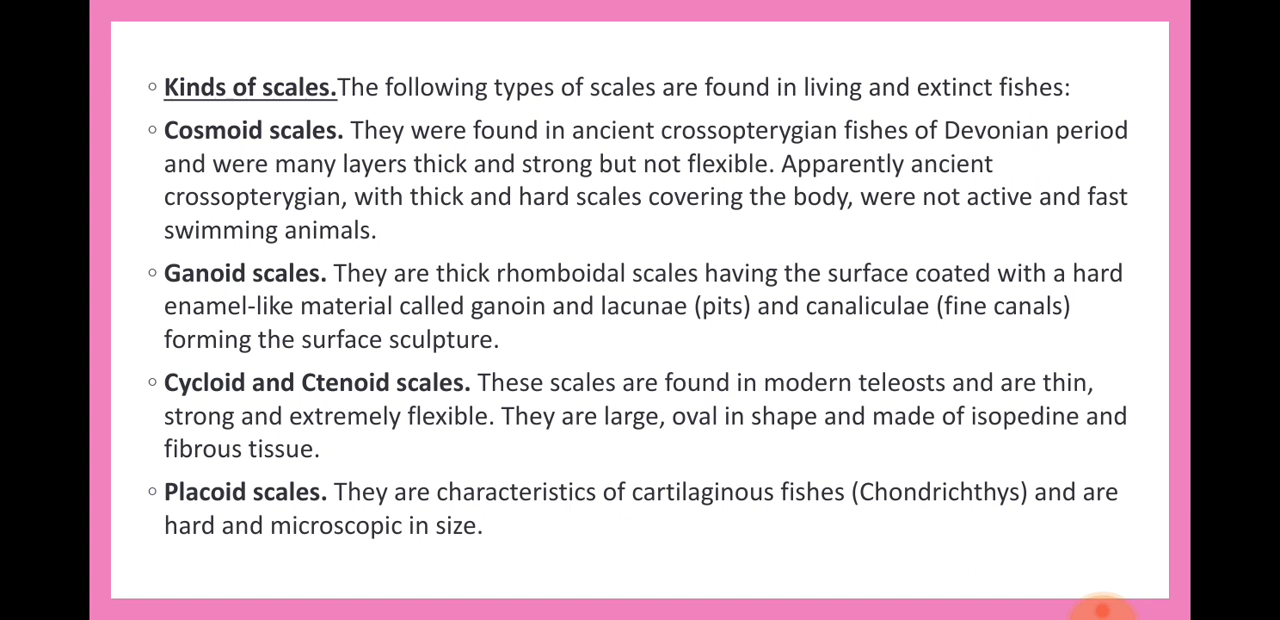 ◦ Kinds of scales.The following types of scales are found in living and extinct fishes:
◦ Cosmoid scales. They were found in ancient crossopterygian fishes of Devonian period
and were many layers thick and strong but not flexible. Apparently ancient
crossopterygian, with thick and hard scales covering the body, were not active and fast
swimming animals.
◦ Ganoid scales. They are thick rhomboidal scales having the surface coated with a hard
enamel-like material called ganoin and lacunae (pits) and canaliculae (fine canals)
forming the surface sculpture.
◦ Cycloid and Ctenoid scales. These scales are found in modern teleosts and are thin,
strong and extremely flexible. They are large, oval in shape and made of isopedine and
fibrous tissue.
◦ Placoid scales. They are characteristics of cartilaginous fishes (Chondrichthys) and are
hard and microscopic in size.